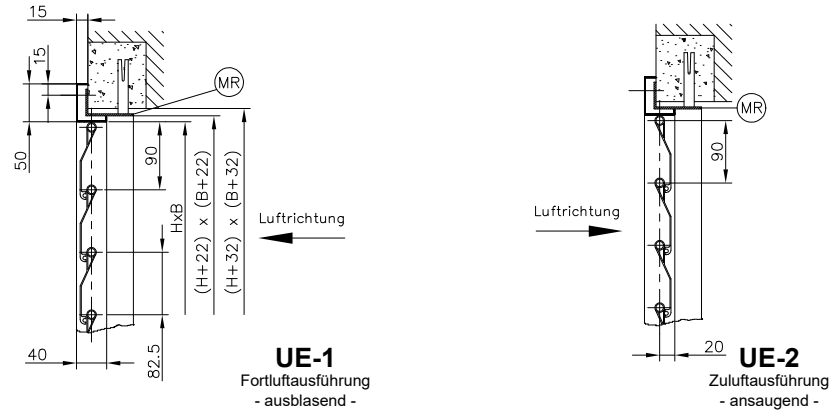 15
15
50
MR
90
HxB
(H+22) x (B+22)
(H+32) x (B+32)
Luftrichtung
40
82.5
UE-1
Fortluftausführung
- ausblasend -
MR
90
Luftrichtung
20
UE-2
Zuluftausführung
- ansaugend -